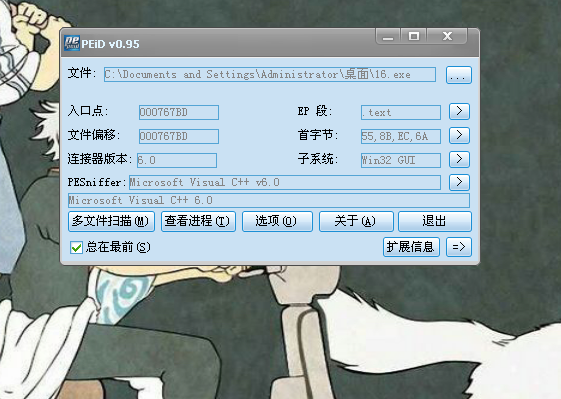 PEiD v0.95
文件: C:\Documents and Settings\Administrator\桌面\16.exe ...
入口点: 000767BD EP 段: .text >
文件偏移: 000767BD 首字节: 55,8B,EC,6A >
连接器版本: 6.0 子系统: Win32 GUI >
PESniffer: Microsoft Visual C++ v6.0 >
Microsoft Visual C++ 6.0
多文件扫描(M) 查看进程(T) 选项(O) 关于(A) 退出
总在最前(S) 扩展信息 =>